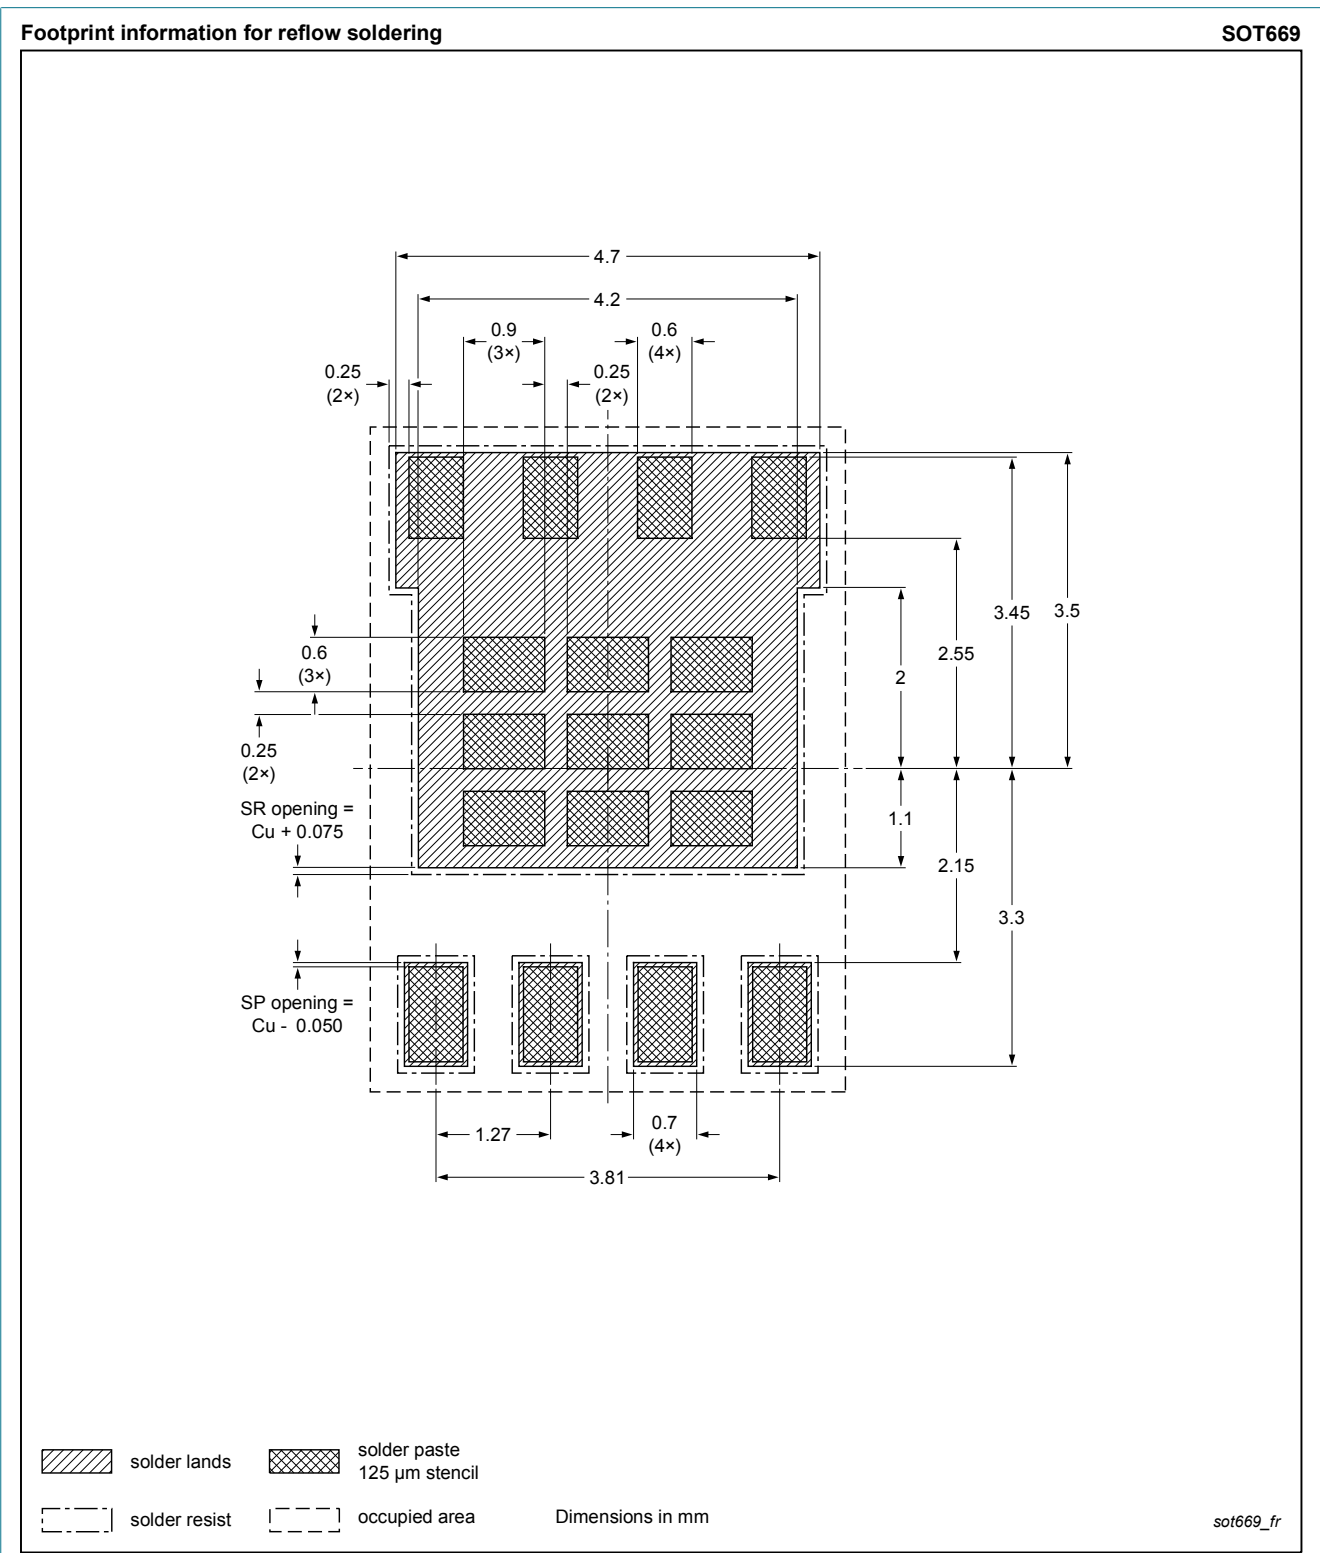 Footprint information for reflow soldering SOT669
4.7
4.2
0.9
(3×)
0.6
(4×)
0.25
(2×)
0.25
(2×)
3.45
3.5
2.55
2
0.6
(3×)
0.25
(2×)
SR opening =
Cu + 0.075
1.1
2.15
3.3
SP opening =
Cu - 0.050
1.27
0.7
(4×)
3.81
solder lands
solder paste
125 µm stencil
solder resist
occupied area
Dimensions in mm
sot669_fr